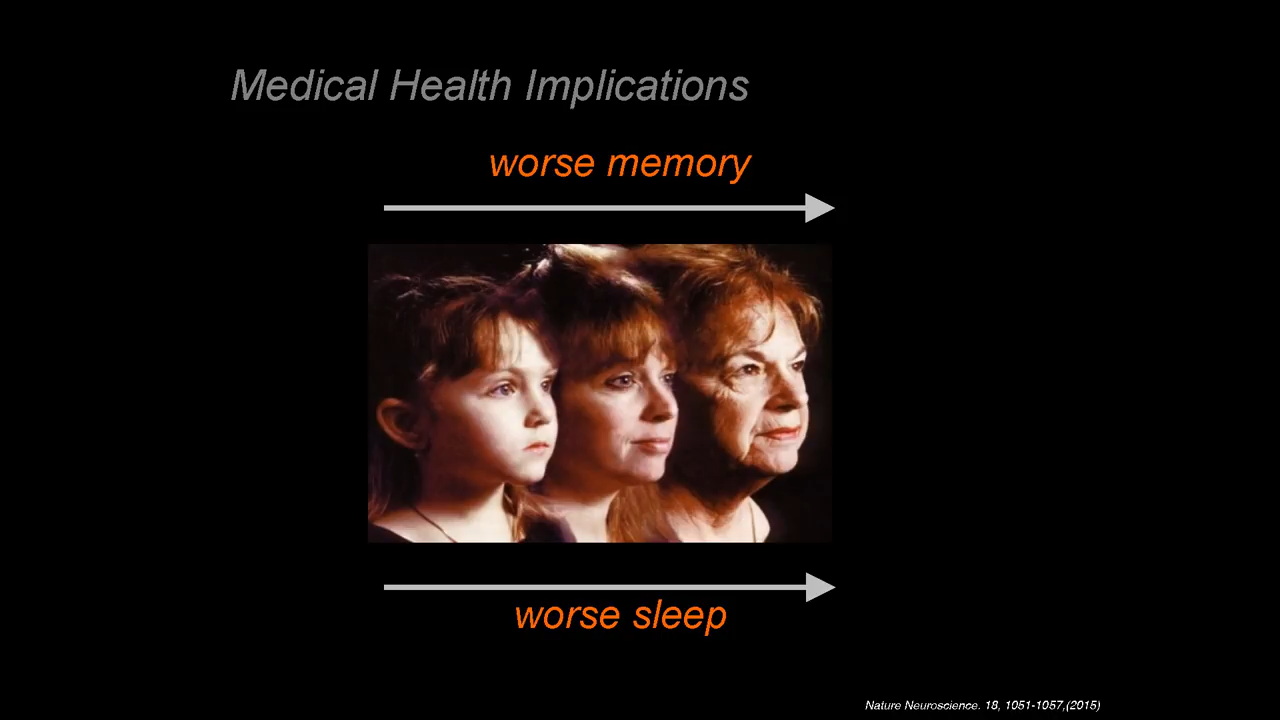 Medical Health Implications
worse memory
worse sleep
Nature Neuroscience. 18, 1051-1057,(2015)